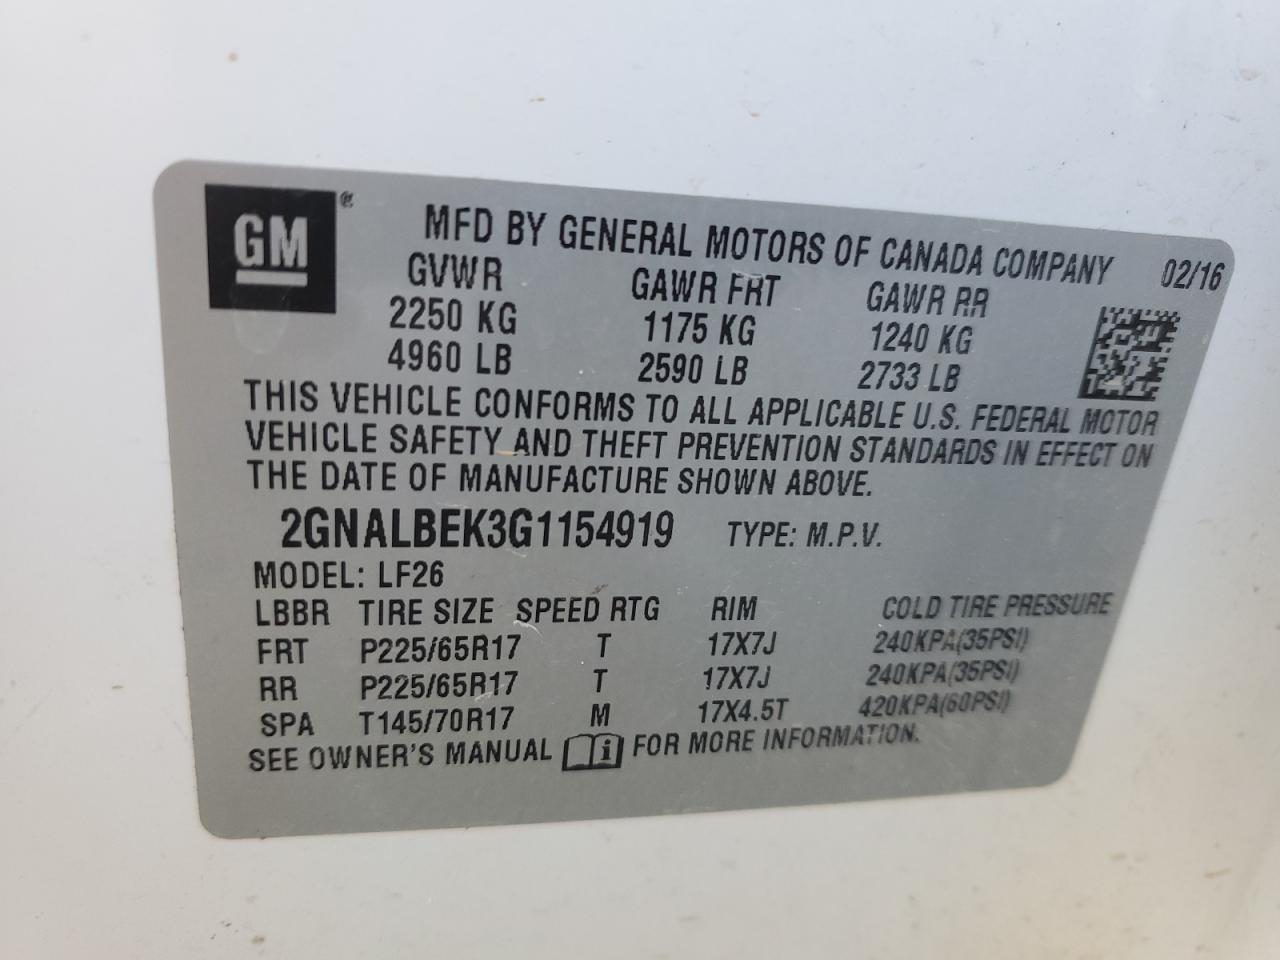 GM ® MFD BY GENERAL MOTORS OF CANADA COMPANY 02/16
GVWR GAWR FRT GAWR RR
2250 KG 1175 KG 1240 KG
4960 LB 2590 LB 2733 LB
THIS VEHICLE CONFORMS TO ALL APPLICABLE U.S. FEDERAL MOTOR
VEHICLE SAFETY AND THEFT PREVENTION STANDARDS IN EFFECT ON
THE DATE OF MANUFACTURE SHOWN ABOVE.
2GNALBEK3G1154919 TYPE: M.P.V.
MODEL: LF26
LBBR TIRE SIZE SPEED RTG RIM COLD TIRE PRESSURE
FRT P225/65R17 T 17X7J 240KPA(35PSI)
RR P225/65R17 T 17X7J 240KPA(35PSI)
SPA T145/70R17 M 17X4.5T 420KPA(60PSI)
SEE OWNER'S MANUAL i FOR MORE INFORMATION.